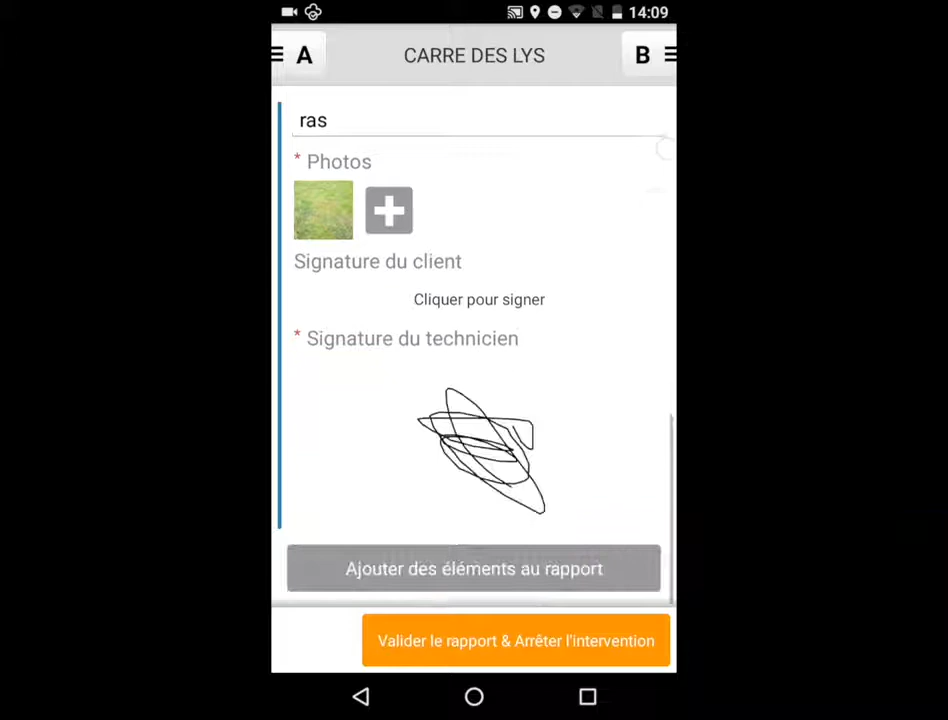 14:09
A CARRE DES LYS B
ras
* Photos
Signature du client
Cliquer pour signer
* Signature du technicien
Ajouter des éléments au rapport
Valider le rapport & Arrêter l'intervention